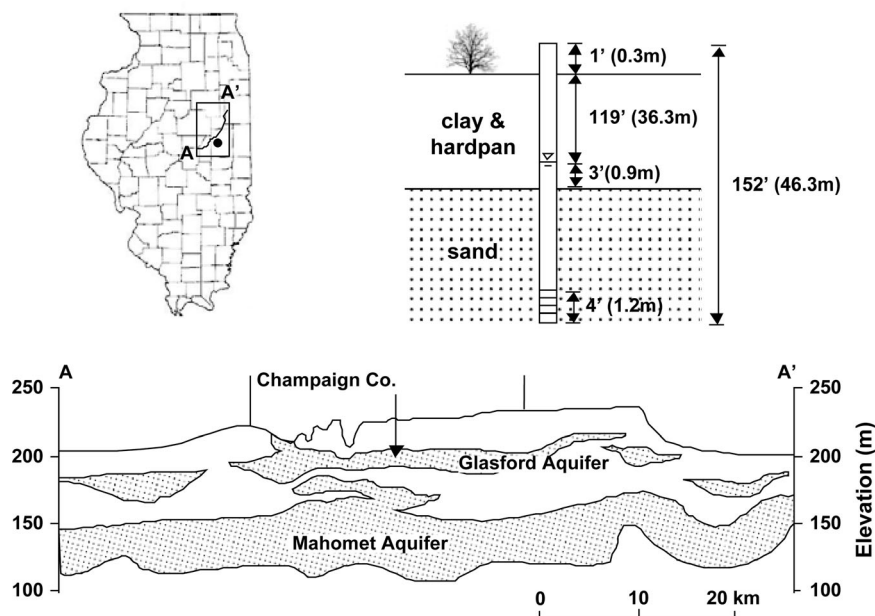 A'
A
1' (0.3m)
119' (36.3m)
clay &
hardpan
3'(0.9m)
152' (46.3m)
sand
4' (1.2m)
A
A'
Champaign Co.
250
250
200
200
Glasford Aquifer
150
150
Mahomet Aquifer
100
100
Elevation (m)
0
10
20 km